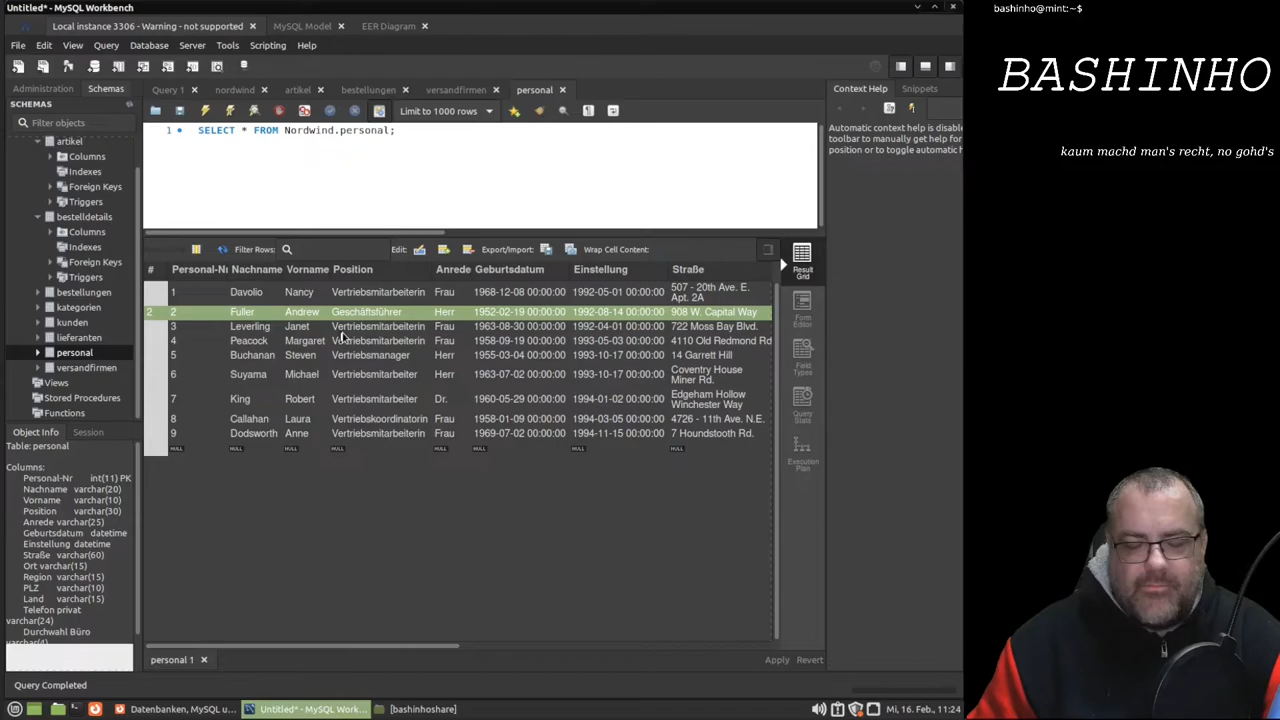 Untitled* - MySQL Workbench
bashinho@mint:~$
Local instance 3306 - Warning - not supported
MySQL Model
EER Diagram
File Edit View Query Database Server Tools Scripting Help
BASHINHO
kaum machd man's recht, no gohd's
Administration Schemas
Query 1 nordwind artikel bestellungen versandfirmen personal
Context Help Snippets
SCHEMAS
Filter objects
Limit to 1000 rows
1 SELECT * FROM Nordwind.personal;
Automatic context help is disable
toolbar to manually get help for
position or to toggle automatic h
artikel
Columns
Indexes
Foreign Keys
Triggers
bestelldetails
Columns
Indexes
Foreign Keys
Triggers
bestellungen
kategorien
kunden
lieferanten
personal
versandfirmen
Views
Stored Procedures
Functions
Filter Rows: Edit: Export/Import: Wrap Cell Content:
# Personal-Nr Nachname Vorname Position Anrede Geburtsdatum Einstellung Straße
1 Davolio Nancy Vertriebsmitarbeiterin Frau 1968-12-08 00:00:00 1992-05-01 00:00:00 507 - 20th Ave. E.
Apt. 2A
2 2 Fuller Andrew Geschäftsführer Herr 1952-02-19 00:00:00 1992-08-14 00:00:00 908 W. Capital Way
3 Leverling Janet Vertriebsmitarbeiterin Frau 1963-08-30 00:00:00 1992-04-01 00:00:00 722 Moss Bay Blvd.
4 Peacock Margaret Vertriebsmitarbeiterin Frau 1958-09-19 00:00:00 1993-05-03 00:00:00 4110 Old Redmond Rd
5 Buchanan Steven Vertriebsmanager Herr 1955-03-04 00:00:00 1993-10-17 00:00:00 14 Garrett Hill
6 Suyama Michael Vertriebsmitarbeiter Herr 1963-07-02 00:00:00 1993-10-17 00:00:00 Coventry House
Miner Rd.
7 King Robert Vertriebsmitarbeiter Dr. 1960-05-29 00:00:00 1994-01-02 00:00:00 Edgeham Hollow
Winchester Way
8 Callahan Laura Vertriebskoordinatorin Frau 1958-01-09 00:00:00 1994-03-05 00:00:00 4726 - 11th Ave. N.E.
9 Dodsworth Anne Vertriebsmitarbeiterin Frau 1969-07-02 00:00:00 1994-11-15 00:00:00 7 Houndstooth Rd.
NULL NULL NULL NULL NULL NULL NULL NULL
Result
Grid
Form
Editor
Field
Types
Query
Stats
Execution
Plan
Object Info Session
Table: personal
Columns:
Personal-Nr int(11) PK
Nachname varchar(20)
Vorname varchar(10)
Position varchar(30)
Anrede varchar(25)
Geburtsdatum datetime
Einstellung datetime
Straße varchar(60)
Ort varchar(15)
Region varchar(15)
PLZ varchar(10)
Land varchar(15)
Telefon privat
varchar(24)
Durchwahl Büro
varchar(4)
personal 1
Apply Revert
Query Completed
Datenbanken, MySQL u...
Untitled* - MySQL Work...
[bashinhoshare]
Mi, 16. Feb., 11:24